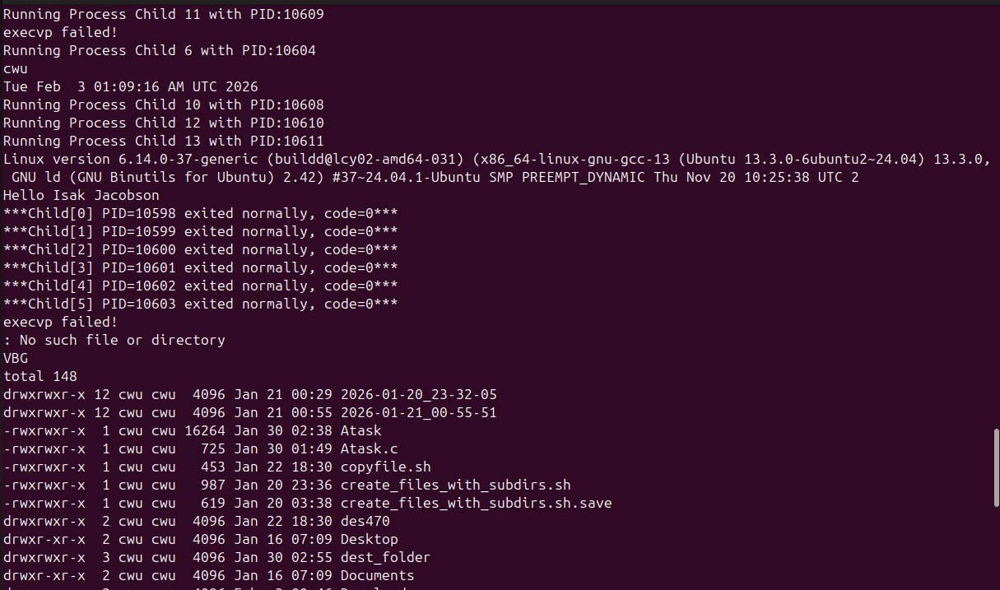 Running Process Child 11 with PID:10609
execvp failed!
Running Process Child 6 with PID:10604
cwu
Tue Feb  3 01:09:16 AM UTC 2026
Running Process Child 10 with PID:10608
Running Process Child 12 with PID:10610
Running Process Child 13 with PID:10611
Linux version 6.14.0-37-generic (buildd@lcy02-amd64-031) (x86_64-linux-gnu-gcc-13 (Ubuntu 13.3.0-6ubuntu2~24.04) 13.3.0,
 GNU ld (GNU Binutils for Ubuntu) 2.42) #37~24.04.1-Ubuntu SMP PREEMPT_DYNAMIC Thu Nov 20 10:25:38 UTC 2
Hello Isak Jacobson
***Child[0] PID=10598 exited normally, code=0***
***Child[1] PID=10599 exited normally, code=0***
***Child[2] PID=10600 exited normally, code=0***
***Child[3] PID=10601 exited normally, code=0***
***Child[4] PID=10602 exited normally, code=0***
***Child[5] PID=10603 exited normally, code=0***
execvp failed!
: No such file or directory
VBG
total 148
drwxrwxr-x 12 cwu cwu  4096 Jan 21 00:29 2026-01-20_23-32-05
drwxrwxr-x 12 cwu cwu  4096 Jan 21 00:55 2026-01-21_00-55-51
-rwxrwxr-x  1 cwu cwu 16264 Jan 30 02:38 Atask
-rwxrwxr-x  1 cwu cwu   725 Jan 30 01:49 Atask.c
-rwxrwxr-x  1 cwu cwu   453 Jan 22 18:30 copyfile.sh
-rwxrwxr-x  1 cwu cwu   987 Jan 20 23:36 create_files_with_subdirs.sh
-rwxrwxr-x  1 cwu cwu   619 Jan 20 03:38 create_files_with_subdirs.sh.save
drwxrwxr-x  2 cwu cwu  4096 Jan 22 18:30 des470
drwxr-xr-x  2 cwu cwu  4096 Jan 16 07:09 Desktop
drwxrwxr-x  3 cwu cwu  4096 Jan 30 02:55 dest_folder
drwxr-xr-x  2 cwu cwu  4096 Jan 16 07:09 Documents